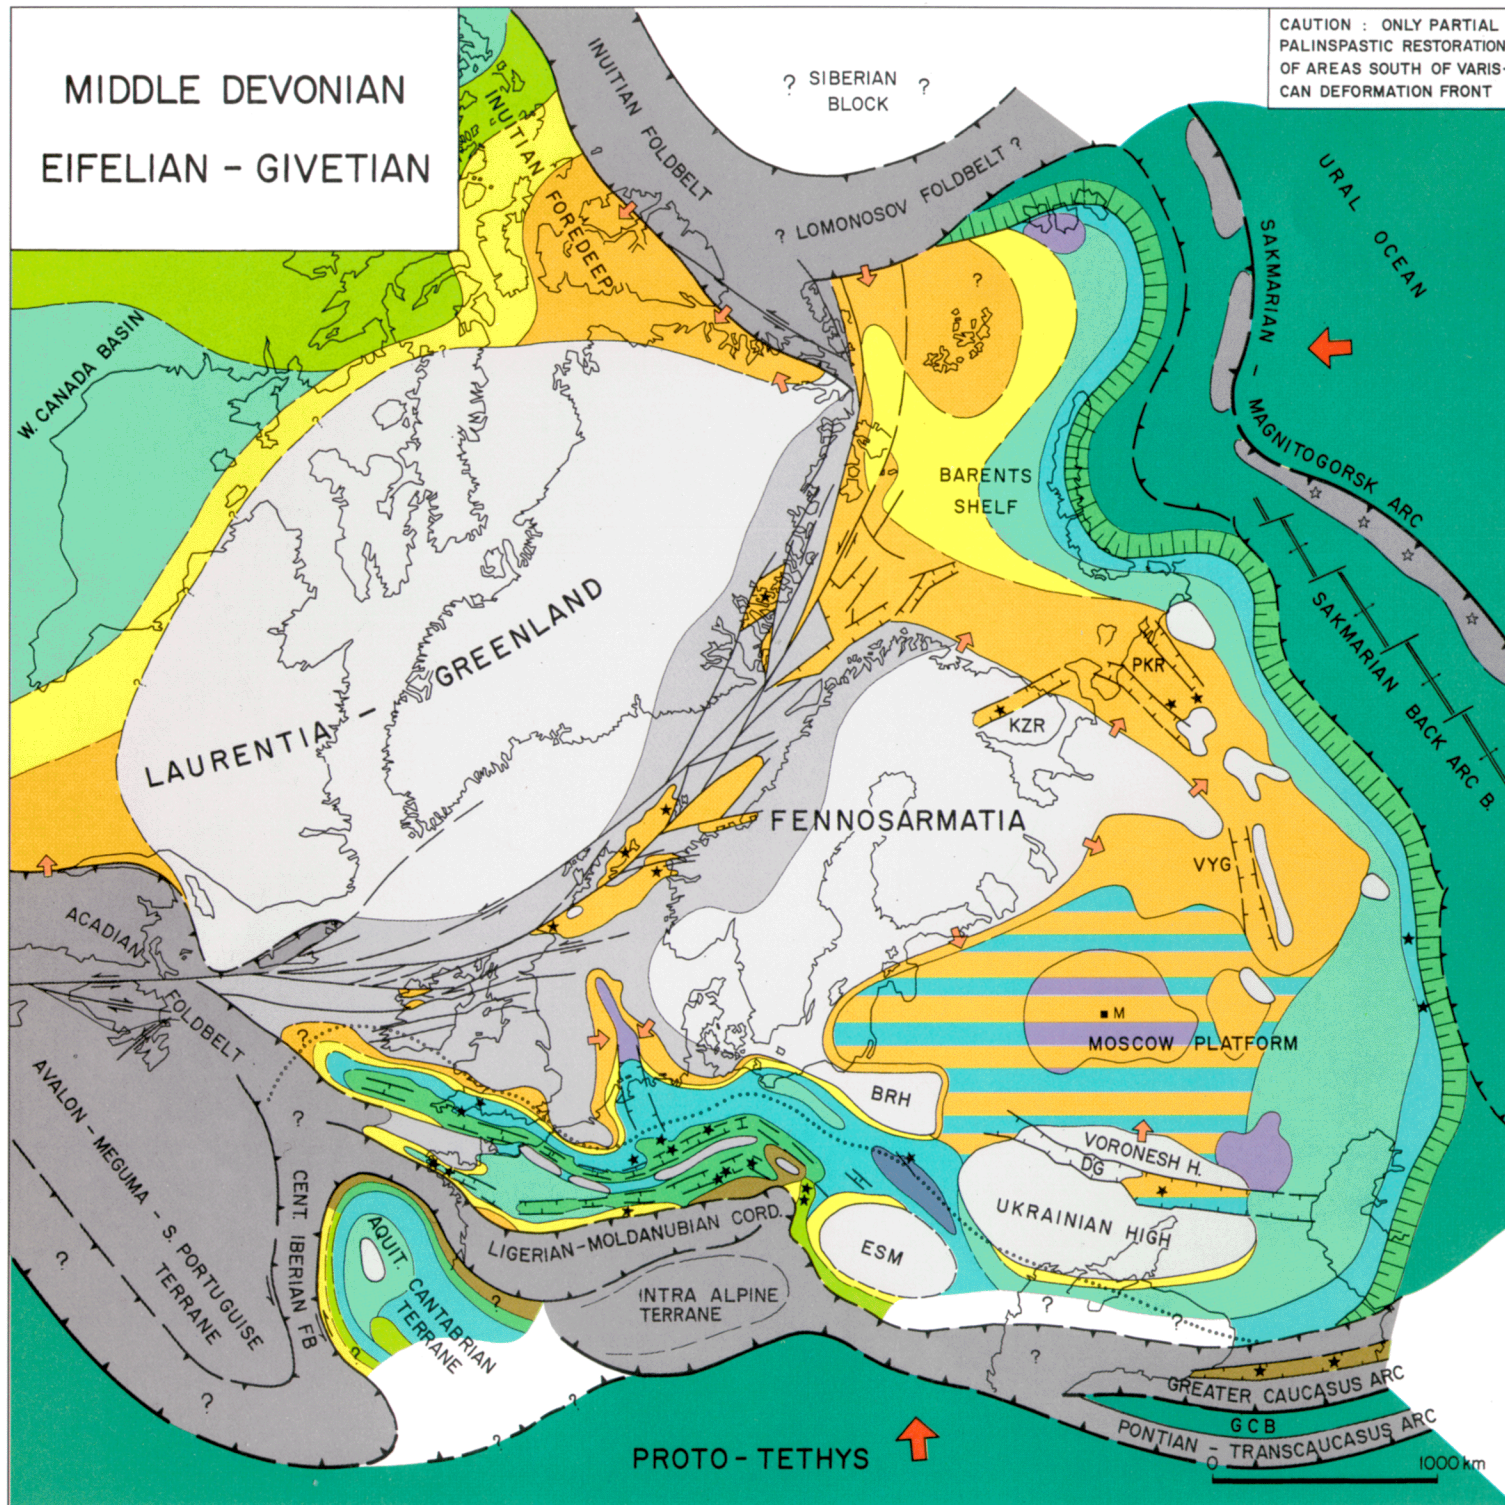 MIDDLE DEVONIAN
EIFELIAN - GIVETIAN
CAUTION : ONLY PARTIAL
PALINSPASTIC RESTORATION
OF AREAS SOUTH OF VARIS-
CAN DEFORMATION FRONT
? SIBERIAN ?
BLOCK
INUITIAN FOLDBELT
INUITIAN FOREDEEP
? LOMONOSOV FOLDBELT ?
URAL OCEAN
SAKMARIAN - MAGNITOGORSK ARC
SAKMARIAN BACK ARC B.
W. CANADA BASIN
?
BARENTS
SHELF
LAURENTIA - GREENLAND
PKR
KZR
FENNOSARMATIA
VYG
ACADIAN FOLDBELT
M
MOSCOW PLATFORM
?
BRH
AVALON - MEGUMA - S. PORTUGUISE
TERRANE
?
VORONESH H.
DG
CENT. IBERIAN FB
UKRAINIAN HIGH
AQUIT. CANTABRIAN
TERRANE
LIGERIAN-MOLDANUBIAN CORD.
ESM
INTRA ALPINE
TERRANE
?
?
?
?
?
?
?
?
?
GREATER CAUCASUS ARC
GCB
PONTIAN - TRANSCAUCASUS ARC
PROTO - TETHYS
0 1000 km